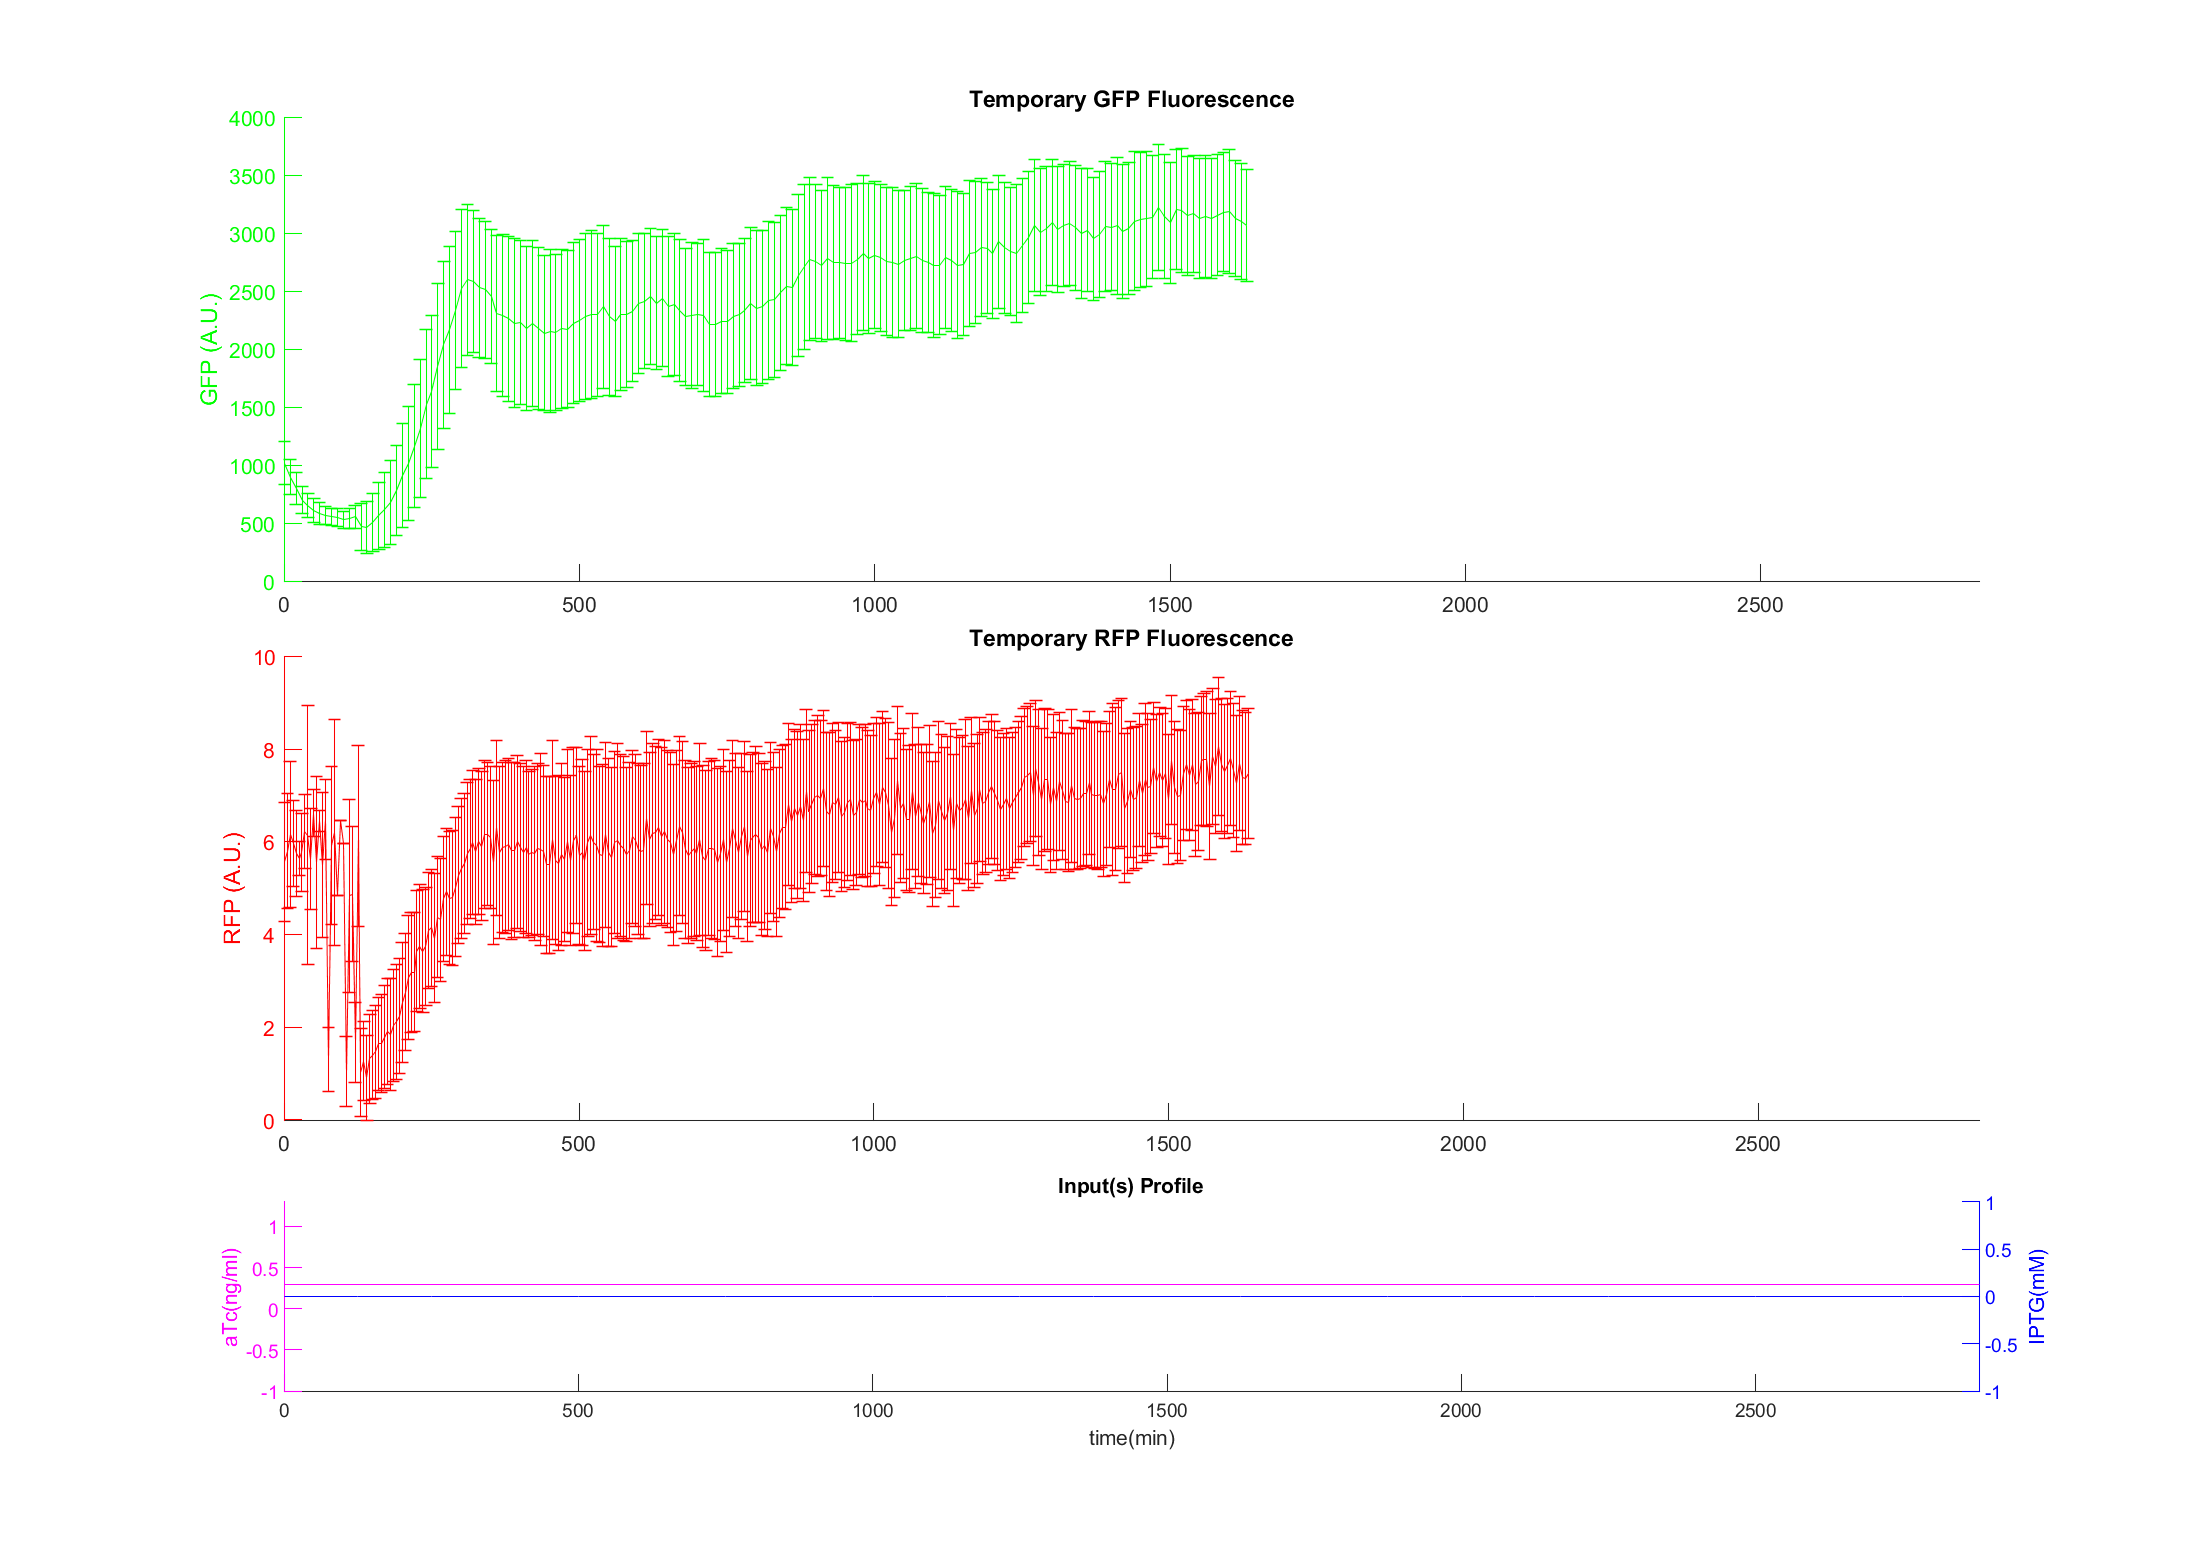 Temporary GFP Fluorescence
4000
3500
3000
2500
2000
1500
1000
500
0
GFP (A.U.)
0 500 1000 1500 2000 2500
Temporary RFP Fluorescence
10
8
6
4
2
0
RFP (A.U.)
0 500 1000 1500 2000 2500
Input(s) Profile
1
0.5
0
-0.5
-1
aTc(ng/ml)
1
0.5
0
-0.5
-1
IPTG(mM)
0 500 1000 1500 2000 2500
time(min)